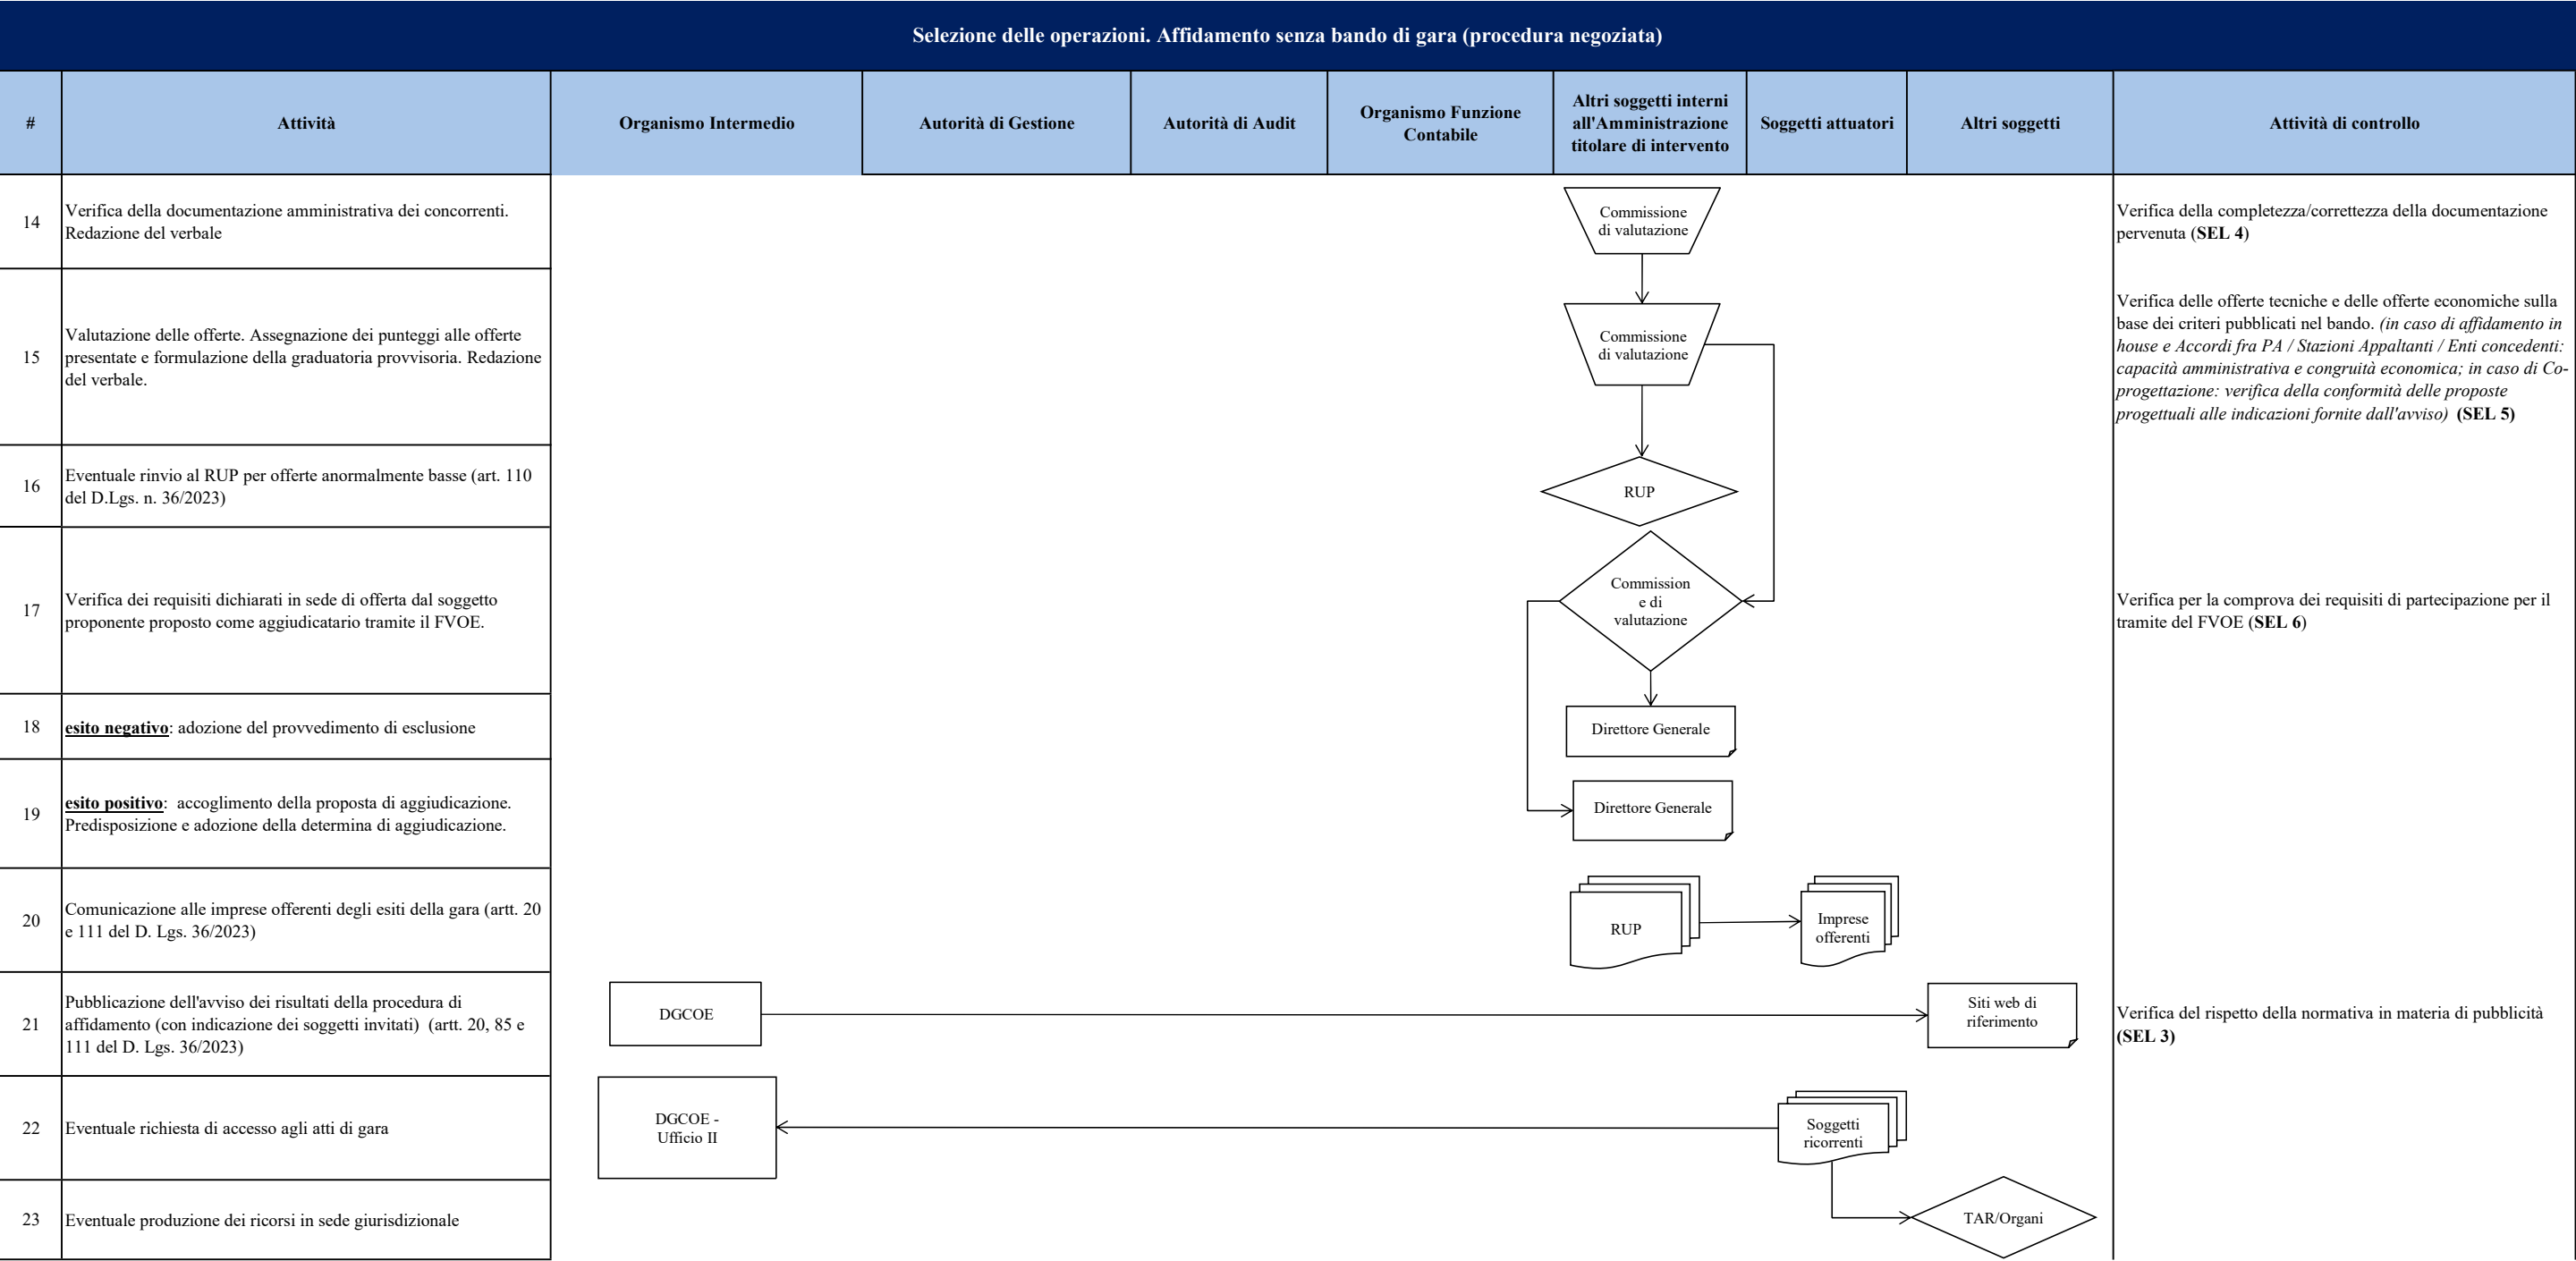 Selezione delle operazioni. Affidamento senza bando di gara (procedura negoziata)
#
Attività
Organismo Intermedio
Autorità di Gestione
Autorità di Audit
Organismo Funzione
Contabile
Altri soggetti interni
all'Amministrazione
titolare di intervento
Soggetti attuatori
Altri soggetti
Attività di controllo
14
Verifica della documentazione amministrativa dei concorrenti.
Redazione del verbale
Commissione
di valutazione
Verifica della completezza/correttezza della documentazione
pervenuta (SEL 4)
15
Valutazione delle offerte. Assegnazione dei punteggi alle offerte
presentate e formulazione della graduatoria provvisoria. Redazione
del verbale.
Commissione
di valutazione
Verifica delle offerte tecniche e delle offerte economiche sulla
base dei criteri pubblicati nel bando. (in caso di affidamento in
house e Accordi fra PA / Stazioni Appaltanti / Enti concedenti:
capacità amministrativa e congruità economica; in caso di Co-
progettazione: verifica della conformità delle proposte
progettuali alle indicazioni fornite dall'avviso) (SEL 5)
16
Eventuale rinvio al RUP per offerte anormalmente basse (art. 110
del D.Lgs. n. 36/2023)
RUP
17
Verifica dei requisiti dichiarati in sede di offerta dal soggetto
proponente proposto come aggiudicatario tramite il FVOE.
Commission
e di
valutazione
Verifica per la comprova dei requisiti di partecipazione per il
tramite del FVOE (SEL 6)
18
esito negativo: adozione del provvedimento di esclusione
Direttore Generale
19
esito positivo: accoglimento della proposta di aggiudicazione.
Predisposizione e adozione della determina di aggiudicazione.
Direttore Generale
20
Comunicazione alle imprese offerenti degli esiti della gara (artt. 20
e 111 del D. Lgs. 36/2023)
RUP
Imprese
offerenti
21
Pubblicazione dell'avviso dei risultati della procedura di
affidamento (con indicazione dei soggetti invitati) (artt. 20, 85 e
111 del D. Lgs. 36/2023)
DGCOE
Siti web di
riferimento
Verifica del rispetto della normativa in materia di pubblicità
(SEL 3)
22
Eventuale richiesta di accesso agli atti di gara
DGCOE -
Ufficio II
Soggetti
ricorrenti
23
Eventuale produzione dei ricorsi in sede giurisdizionale
TAR/Organi